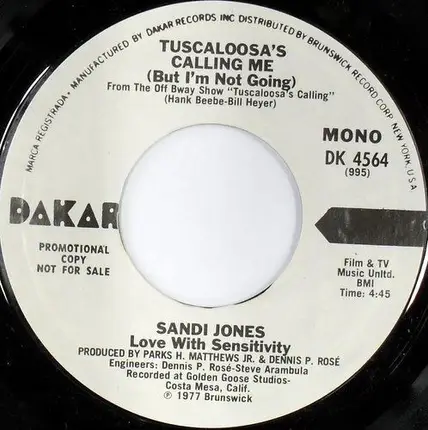 MARCA REGISTRADA • MANUFACTURED BY DAKAR RECORDS INC DISTRIBUTED BY BRUNSWICK RECORD CORP. NEW YORK, U.S.A.
TUSCALOOSA'S
CALLING ME
(But I'm Not Going)
From The Off Bway Show "Tuscaloosa's Calling"
(Hank Beebe-Bill Heyer)
MONO
DK 4564
(995)
DAKAR
PROMOTIONAL
COPY
NOT FOR SALE
Film & TV
Music Unltd.
BMI
Time: 4:45
SANDI JONES
Love With Sensitivity
PRODUCED BY PARKS H. MATTHEWS JR. & DENNIS P. ROSÉ
Engineers: Dennis P. Rosé-Steve Arambula
Recorded at Golden Goose Studios-
Costa Mesa, Calif.
℗ 1977 Brunswick